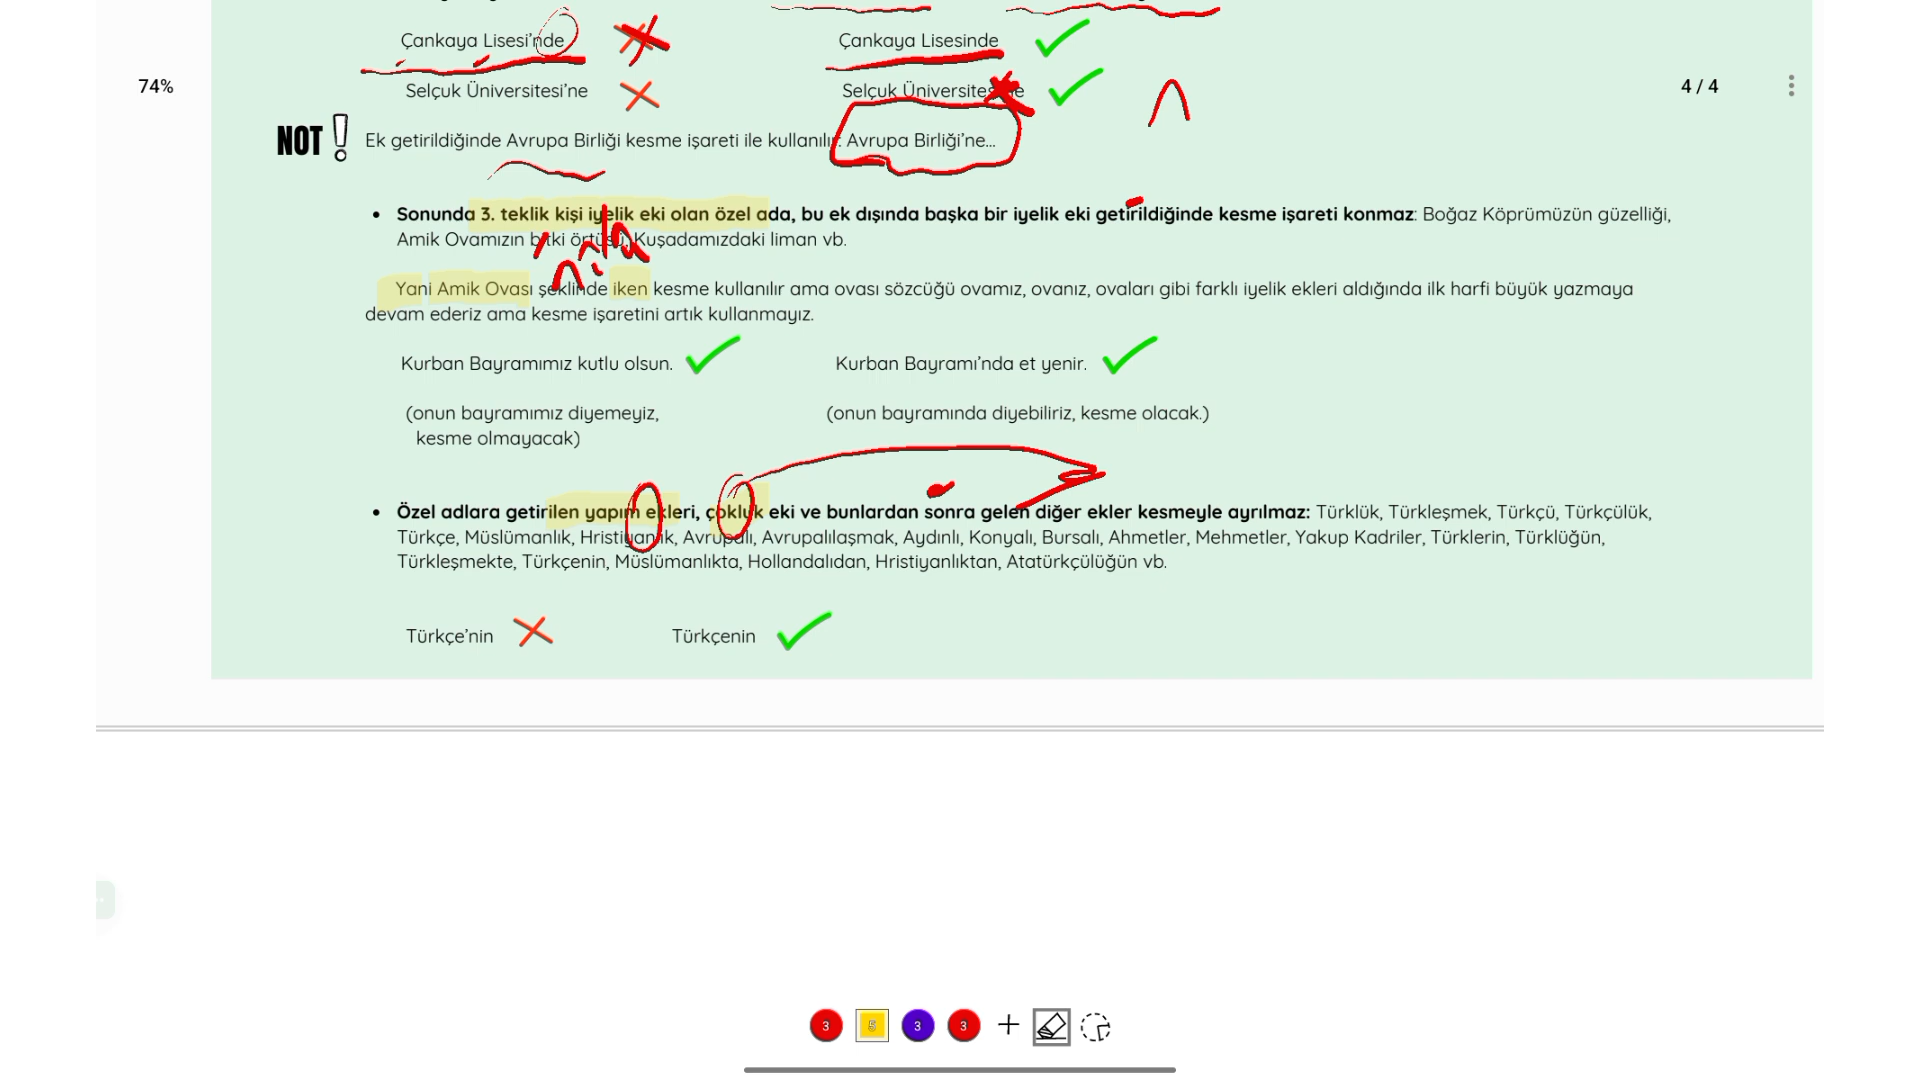 Çankaya Lisesi'nde Çankaya Lisesinde
74% 4 / 4
Selçuk Üniversitesi'ne Selçuk
NOT! Ek getirildiğinde Avrupa Birliği kesme işareti ile kullanılır: Avrupa Birliği'ne...
• Sonunda 3. teklik kişi iyelik eki olan özel ada, bu ek dışında başka bir iyelik eki getirildiğinde kesme işareti konmaz: Boğaz Köprümüzün güzelliği,
Amik Ovamızın bitki örtüsü, Kuşadamızdaki liman vb.
Yani Amik Ovası şeklinde iken kesme kullanılır ama ovası sözcüğü ovamız, ovanız, ovaları gibi farklı iyelik ekleri aldığında ilk harfi büyük yazmaya
devam ederiz ama kesme işaretini artık kullanmayız.
Kurban Bayramımız kutlu olsun. Kurban Bayramı'nda et yenir.
(onun bayramımız diyemeyiz, (onun bayramında diyebiliriz, kesme olacak.)
kesme olmayacak)
• Özel adlara getirilen yapım ekleri, çokluk eki ve bunlardan sonra gelen diğer ekler kesmeyle ayrılmaz: Türklük, Türkleşmek, Türkçü, Türkçülük,
Türkçe, Müslümanlık, Hristiyanlık, Avrupalı, Avrupalılaşmak, Aydınlı, Konyalı, Bursalı, Ahmetler, Mehmetler, Yakup Kadriler, Türklerin, Türklüğün,
Türkleşmekte, Türkçenin, Müslümanlıkta, Hollandalıdan, Hristiyanlıktan, Atatürkçülüğün vb.
Türkçe'nin Türkçenin
3 5 3 3